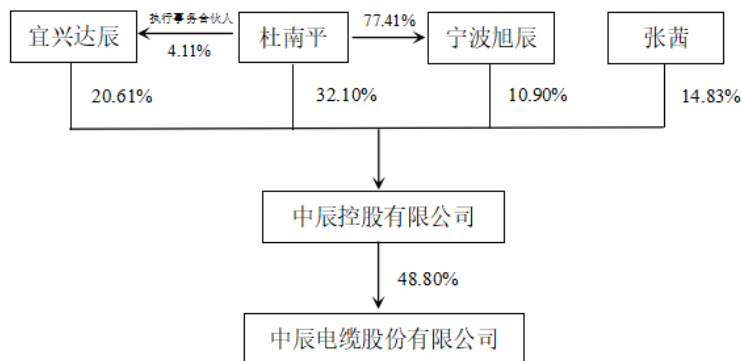 执行事务合伙人
77.41%
宜兴达辰
杜南平
宁波旭辰
张茜
4.11%
20.61%
32.10%
10.90%
14.83%
中辰控股有限公司
48.80%
中辰电缆股份有限公司